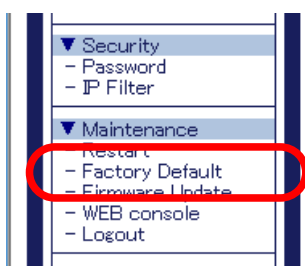 ▼ Security
- Password
- IP Filter
▼ Maintenance
- Restart
- Factory Default
- Firmware Update
- WEB console
- Logout